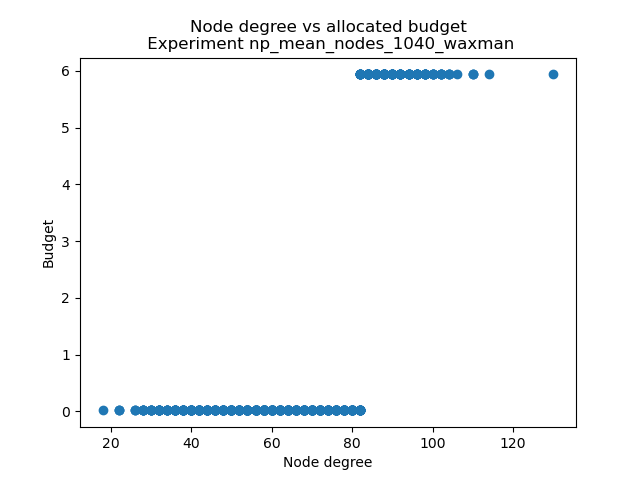 Node degree vs allocated budget
Experiment np_mean_nodes_1040_waxman
6
5
4
3
2
1
0
Budget
20 40 60 80 100 120
Node degree